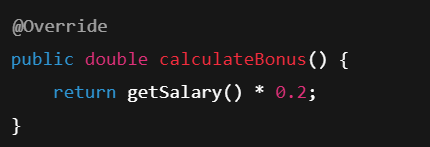 @Override
public double calculateBonus() {
    return getSalary() * 0.2;
}